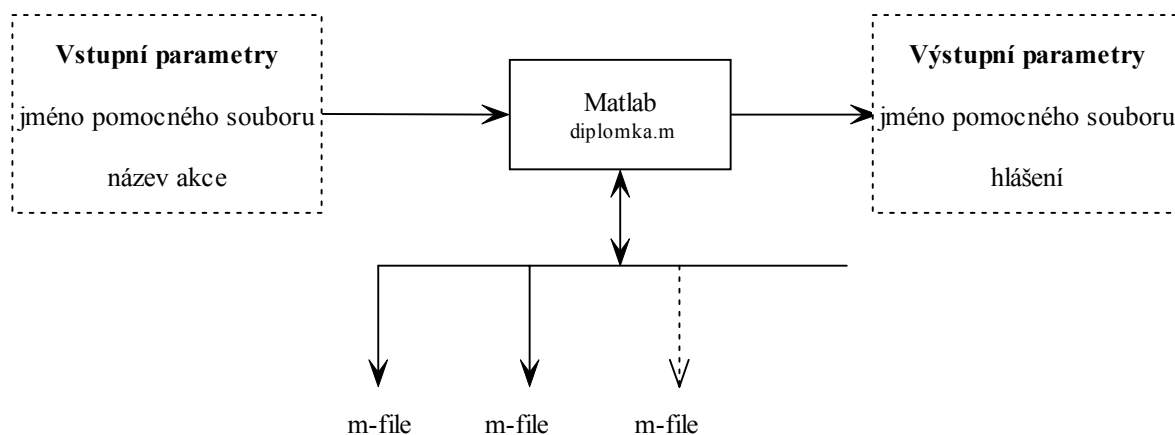 Vstupní parametry
jméno pomocného souboru
název akce
Matlab
diplomka.m
Výstupní parametry
jméno pomocného souboru
hlášení
m-file
m-file
m-file